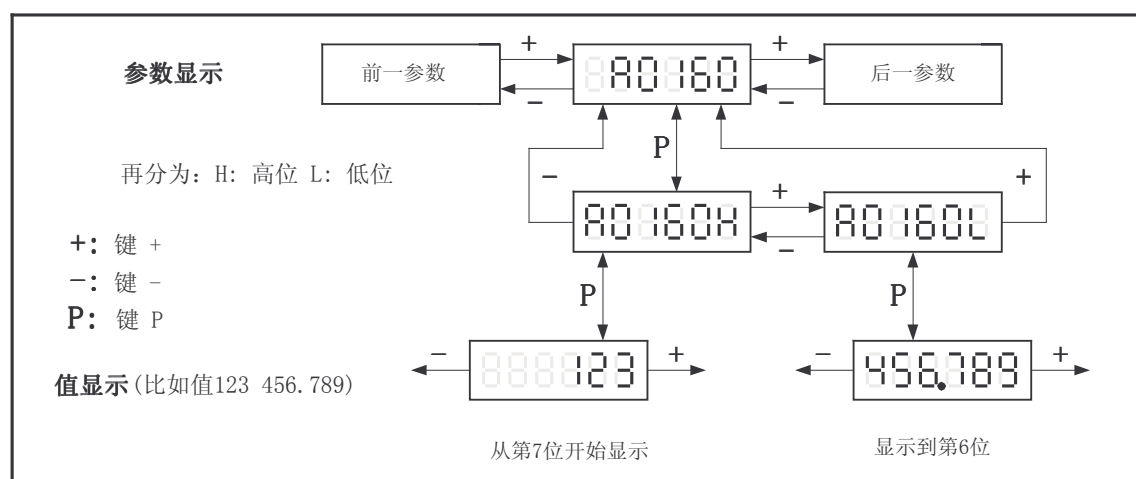 参数显示
前一参数
+
−
A0160
+
−
后一参数
P
再分为: H: 高位 L: 低位
−
A0160H
+
−
A0160L
+
+: 键 +
−: 键 −
P: 键 P
P
P
值显示(比如值123 456.789)
−
123
+
−
456.789
+
从第7位开始显示
显示到第6位